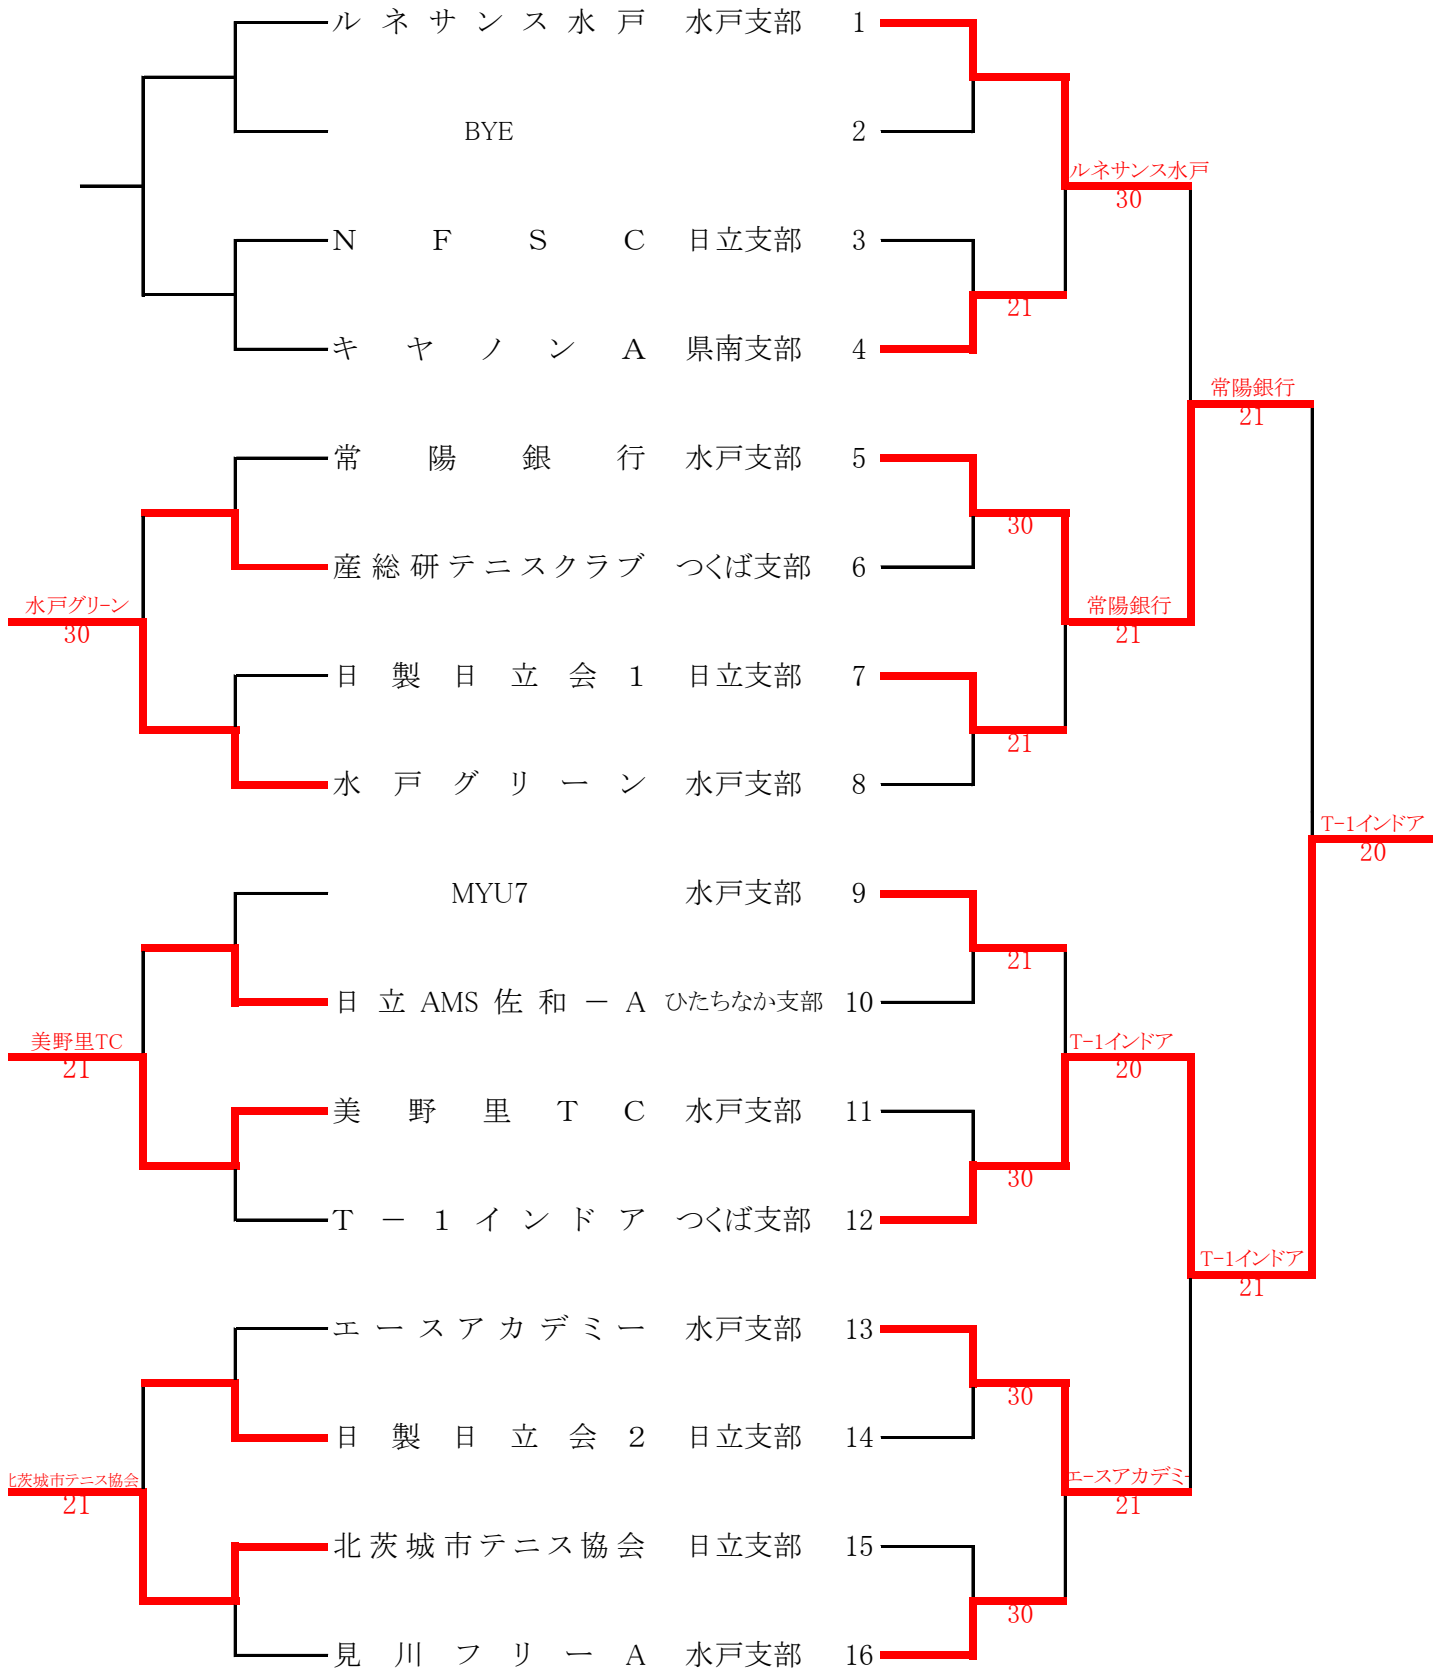 ルネサンス水戸 水戸支部 1
BYE 2
ルネサンス水戸
30
NFSC 日立支部 3
21
キヤノンA 県南支部 4
常陽銀行
21
常陽銀行 水戸支部 5
30
産総研テニスクラブ つくば支部 6
水戸グリーン
30
常陽銀行
21
日製日立会1 日立支部 7
21
水戸グリーン 水戸支部 8
T-1インドア
20
MYU7 水戸支部 9
21
日立AMS佐和-A ひたちなか支部 10
美野里TC
21
T-1インドア
20
美野里TC 水戸支部 11
30
T-1インドア つくば支部 12
T-1インドア
21
エースアカデミー 水戸支部 13
30
日製日立会2 日立支部 14
北茨城市テニス協会
21
エースアカデミー
21
北茨城市テニス協会 日立支部 15
30
見川フリーA 水戸支部 16